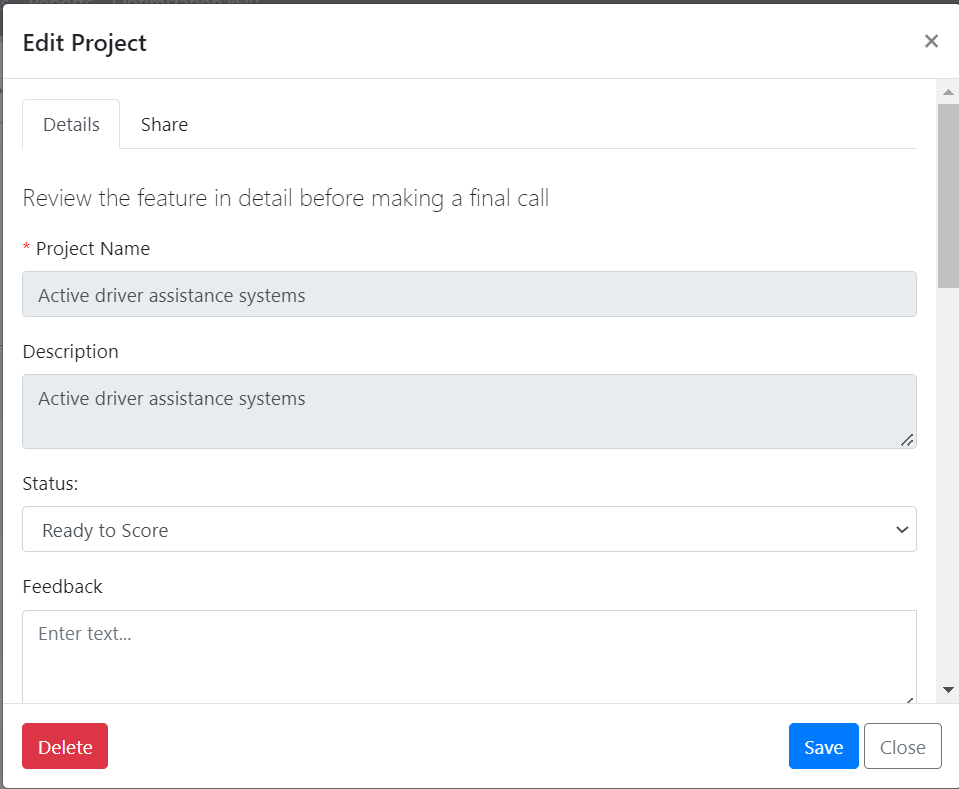 Edit Project
×
Details Share
Review the feature in detail before making a final call
* Project Name
Active driver assistance systems
Description
Active driver assistance systems
Status:
Ready to Score
Feedback
Enter text...
Delete Save Close